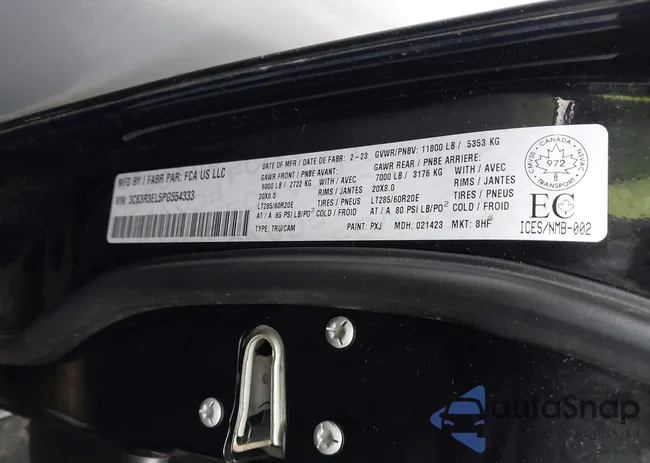 MFD BY / FABR PAR: FCA US LLC
DATE OF MFR / DATE DE FABR: 2-23 GVWR/PNBV: 11800 LB / 5353 KG
GAWR FRONT / PNBE AVANT: GAWR REAR / PNBE ARRIERE:
6000 LB / 2722 KG WITH / AVEC 7000 LB / 3176 KG WITH / AVEC
20X8.0 RIMS / JANTES 20X8.0 RIMS / JANTES
LT285/60R20E TIRES / PNEUS LT285/60R20E TIRES / PNEUS
AT / A 65 PSI LB/PO² COLD / FROID AT / A 80 PSI LB/PO² COLD / FROID
VIN: 3C63R3EL5PG554333
TYPE: TRU/CAM PAINT: PXJ MDH: 021423 MKT: 8HF
CMVSS - CANADA - NSVAC
972
8
TRANSPORT
EC
ICES/NMB-002
autoSnap